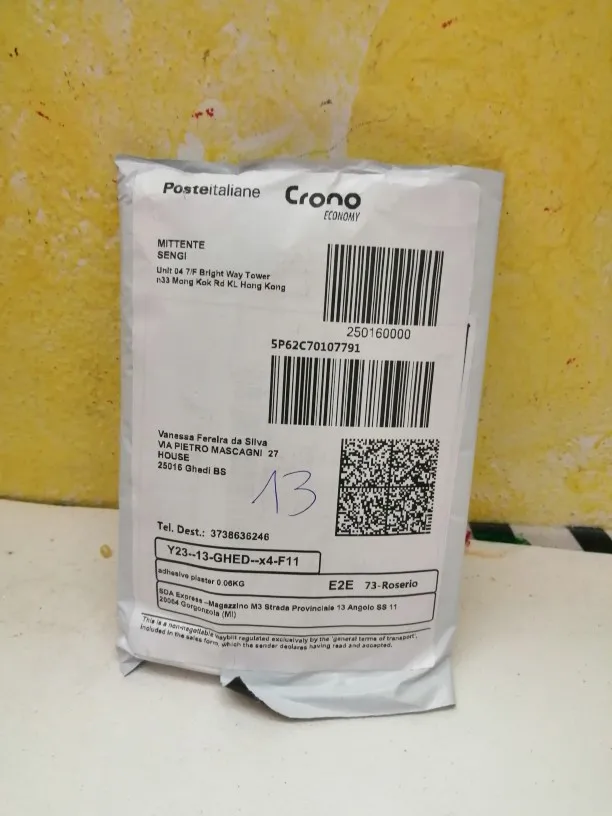 Posteitaliane
Crono
ECONOMY
MITTENTE
SENGI
Unit 04 7/F Bright Way Tower
n33 Mong Kok Rd KL Hong Kong
250160000
5P62C70107791
Vanessa Fereira da Silva
VIA PIETRO MASCAGNI 27
HOUSE
25016 Ghedi BS
13
Tel. Dest.: 3738636246
Y23--13-GHED--x4-F11
adhesive plaster 0.06KG
E2E 73-Roserio
SDA Express -Magazzino M3 Strada Provinciale 13 Angolo SS 11
20064 Gorgonzola (MI)
This is a non-negotiable waybill regulated exclusively by the 'general terms of transport',
included in the sales form, which the sender declares having read and accepted.